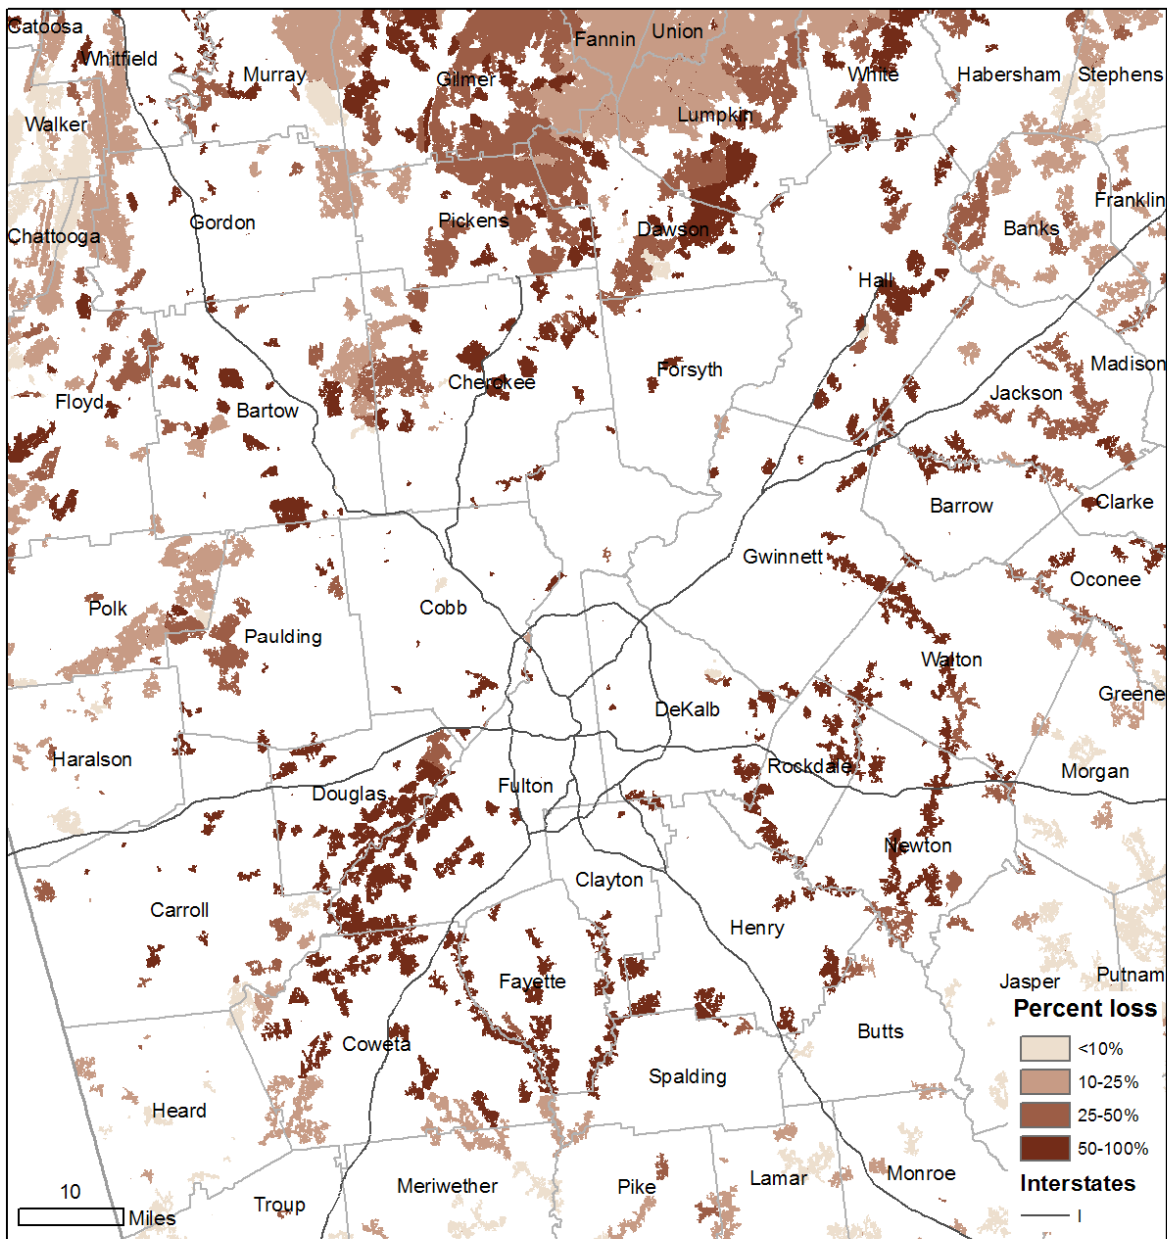 Catoosa
Whitfield
Murray
Gilmer
Fannin
Union
White
Habersham
Stephens
Walker
Lumpkin
Chattooga
Gordon
Pickens
Dawson
Banks
Franklin
Hall
Floyd
Bartow
Cherokee
Forsyth
Jackson
Madison
Barrow
Clarke
Gwinnett
Oconee
Polk
Paulding
Cobb
Walton
Greene
DeKalb
Haralson
Douglas
Fulton
Rockdale
Morgan
Newton
Carroll
Clayton
Henry
Fayette
Jasper
Putnam
Coweta
Butts
Spalding
Heard
Troup
Meriwether
Pike
Lamar
Monroe
Percent loss
<10%
10-25%
25-50%
50-100%
Interstates
I
10
Miles